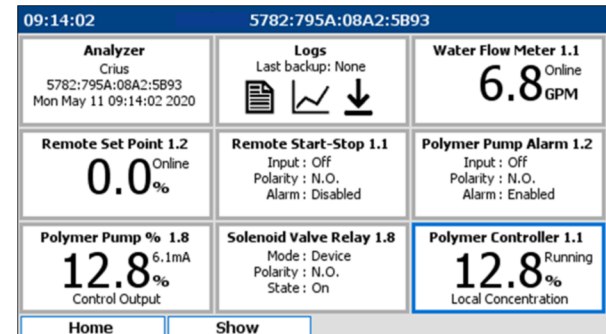 09:14:02 5782:795A:08A2:5B93
Analyzer
Crius
5782:795A:08A2:5B93
Mon May 11 09:14:02 2020
Logs
Last backup: None
Water Flow Meter 1.1
6.8 Online
GPM
Remote Set Point 1.2
0.0 Online
%
Remote Start-Stop 1.1
Input : Off
Polarity : N.O.
Alarm : Disabled
Polymer Pump Alarm 1.2
Input : Off
Polarity : N.O.
Alarm : Enabled
Polymer Pump % 1.8
12.8 6.1mA
%
Control Output
Solenoid Valve Relay 1.8
Mode : Device
Polarity : N.O.
State : On
Polymer Controller 1.1
12.8 Running
%
Local Concentration
Home Show